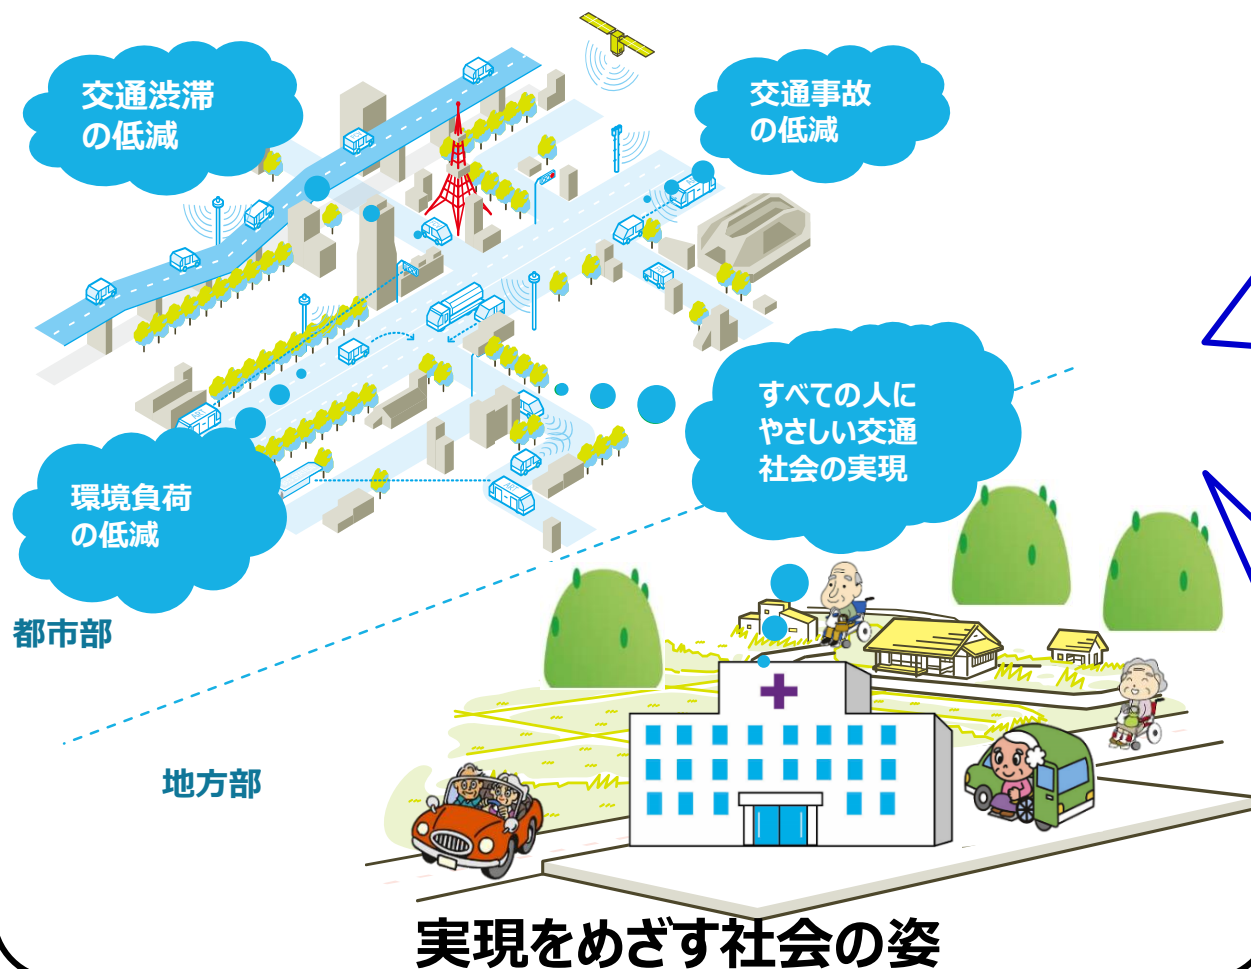 交通渋滞
の低減
交通事故
の低減
すべての人に
やさしい交通
社会の実現
環境負荷
の低減
都市部
地方部
実現をめざす社会の姿